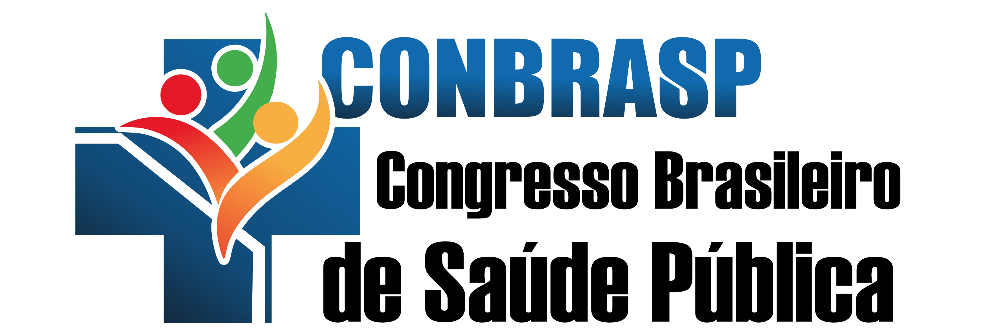 CONBRASP
Congresso Brasileiro
de Saúde Pública